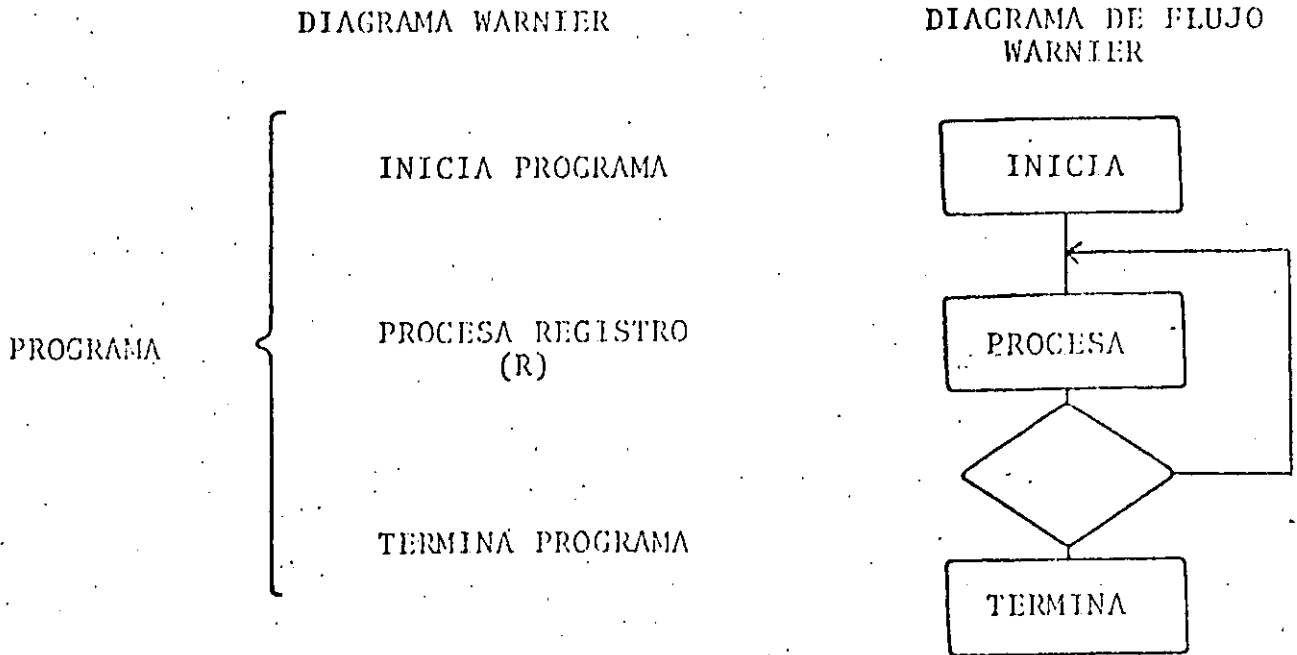 DIAGRAMA WARNIER
DIAGRAMA DE FLUJO
WARNIER
PROGRAMA
INICIA PROGRAMA
PROCESA REGISTRO
(R)
TERMINA PROGRAMA
INICIA
PROCESA
TERMINA